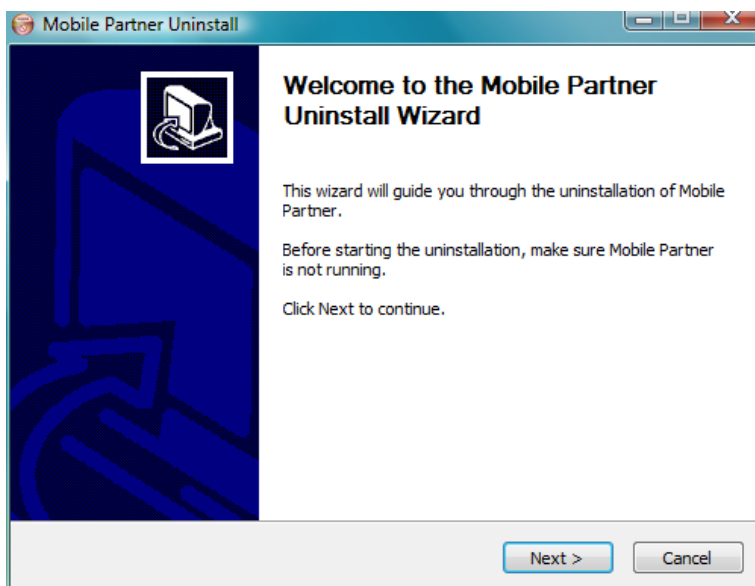 Mobile Partner Uninstall
Welcome to the Mobile Partner
Uninstall Wizard
This wizard will guide you through the uninstallation of Mobile
Partner.
Before starting the uninstallation, make sure Mobile Partner
is not running.
Click Next to continue.
Next >
Cancel